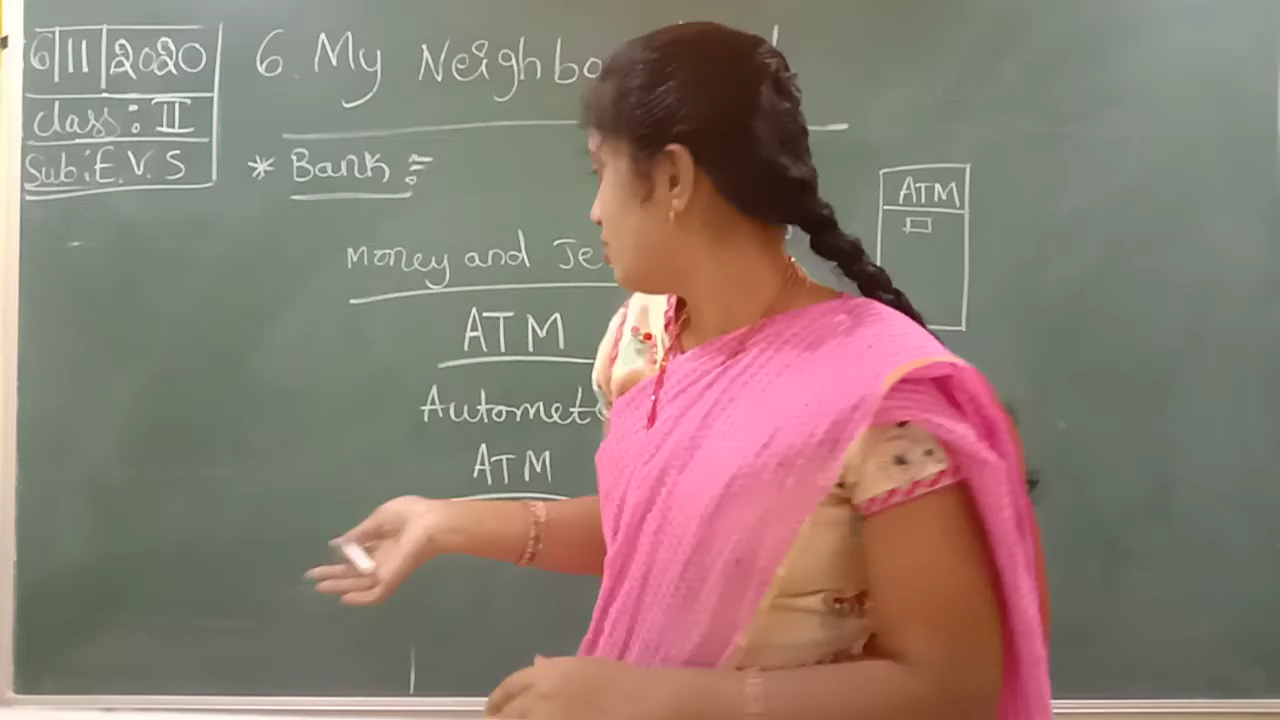 6/11/2020
class: II
Sub: E.V.S
6. My Neighbo
* Bank :-
money and Je
ATM
Automet
ATM
ATM